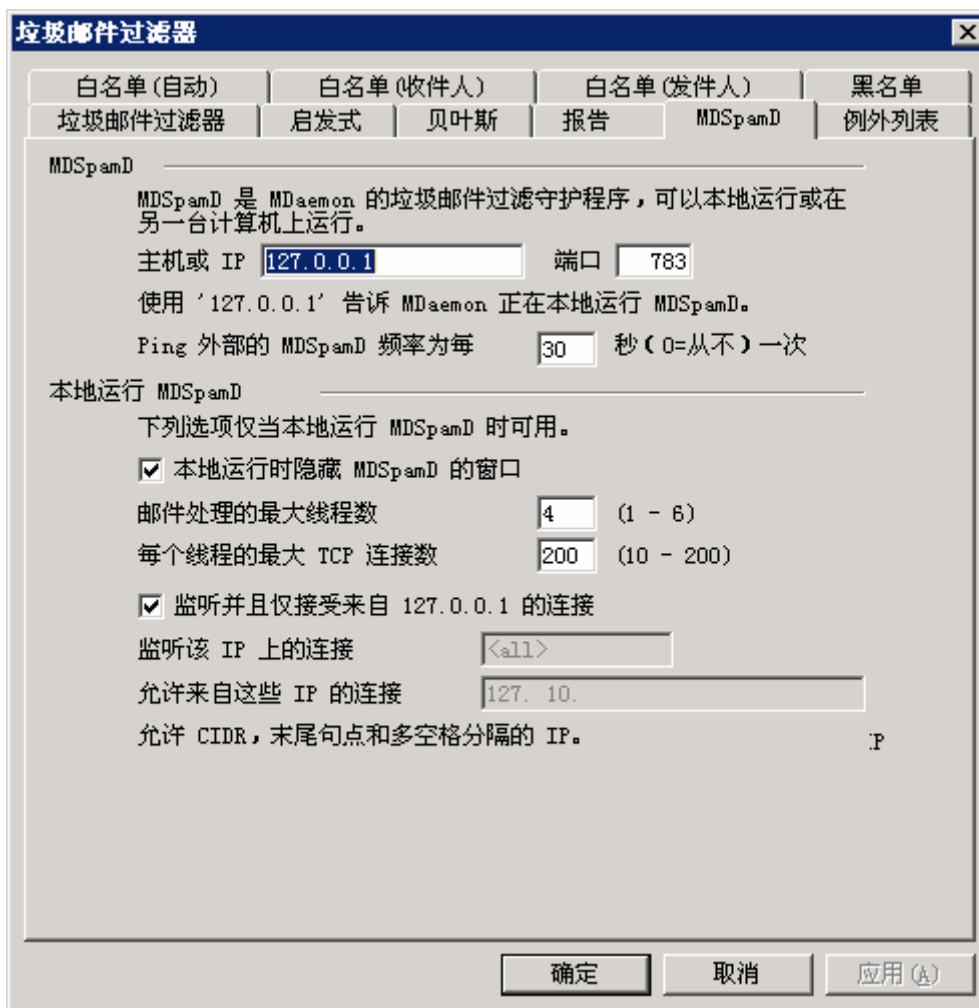 垃圾邮件过滤器
白名单(自动) 白名单(收件人) 白名单(发件人) 黑名单
垃圾邮件过滤器 启发式 贝叶斯 报告 MDSpamD 例外列表
MDSpamD
MDSpamD 是 MDaemon 的垃圾邮件过滤守护程序，可以本地运行或在
另一台计算机上运行。
主机或 IP 127.0.0.1 端口 783
使用 '127.0.0.1' 告诉 MDaemon 正在本地运行 MDSpamD。
Ping 外部的 MDSpamD 频率为每 30 秒(0=从不)一次
本地运行 MDSpamD
下列选项仅当本地运行 MDSpamD 时可用。
本地运行时隐藏 MDSpamD 的窗口
邮件处理的最大线程数 4 (1 - 6)
每个线程的最大 TCP 连接数 200 (10 - 200)
监听并且仅接受来自 127.0.0.1 的连接
监听该 IP 上的连接 <all>
允许来自这些 IP 的连接 127. 10.
允许 CIDR，末尾句点和多空格分隔的 IP。
确定 取消 应用(A)